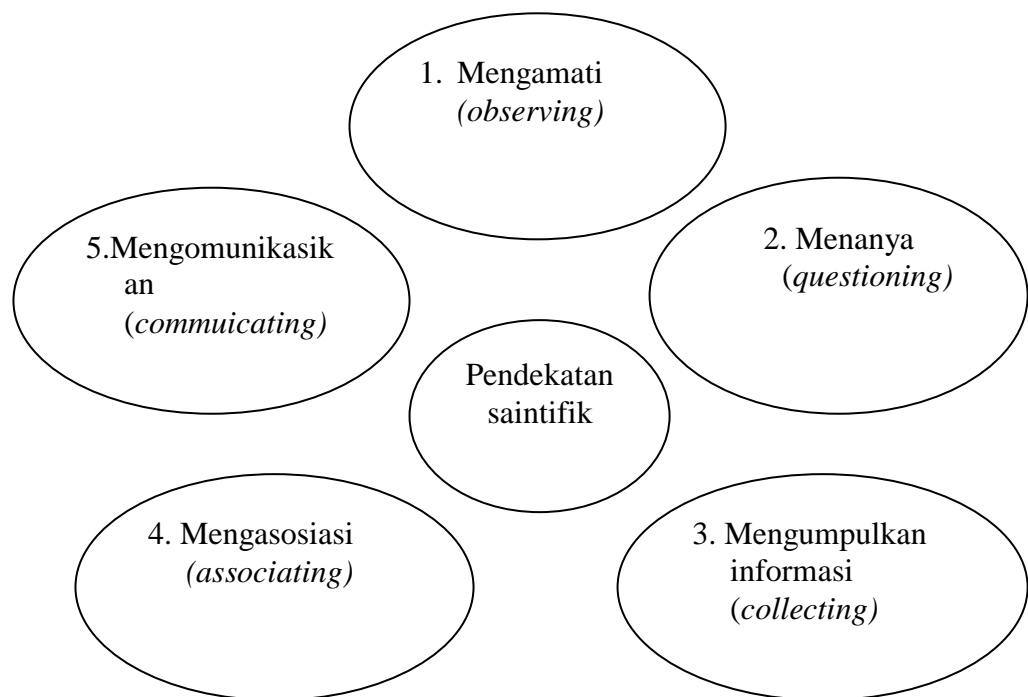 1. Mengamati
(observing)
2. Menanya
(questioning)
3. Mengumpulkan
informasi
(collecting)
4. Mengasosiasi
(associating)
5.Mengomunikasik
an
(commuicating)
Pendekatan
saintifik